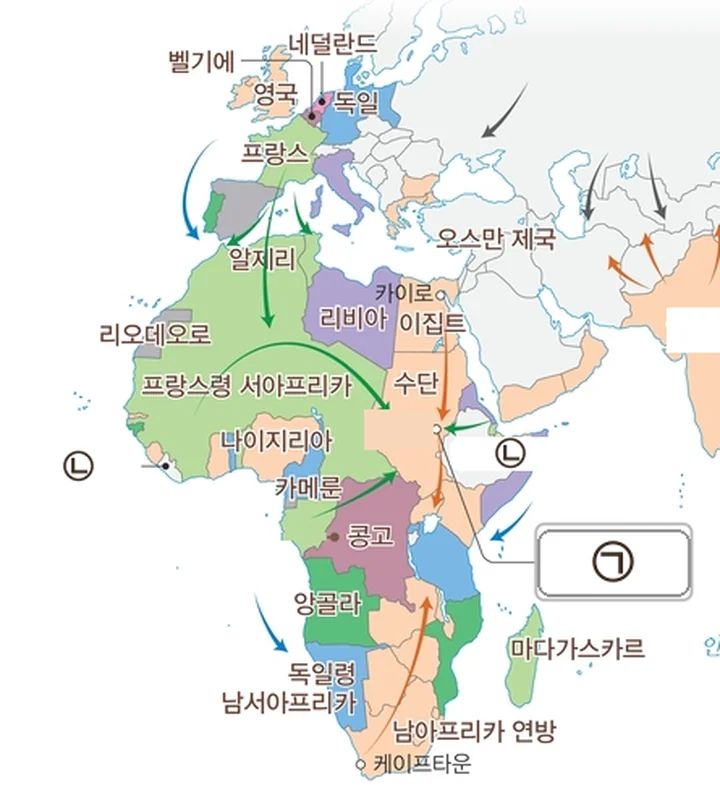 네덜란드
벨기에
영국
독일
프랑스
오스만 제국
알지리
카이로
리비아
이집트
리오데오로
프랑스령 서아프리카
수단
나이지리아
㉡
㉡
카메룬
콩고
㉠
앙골라
마다가스카르
독일령
남서아프리카
남아프리카 연방
케이프타운